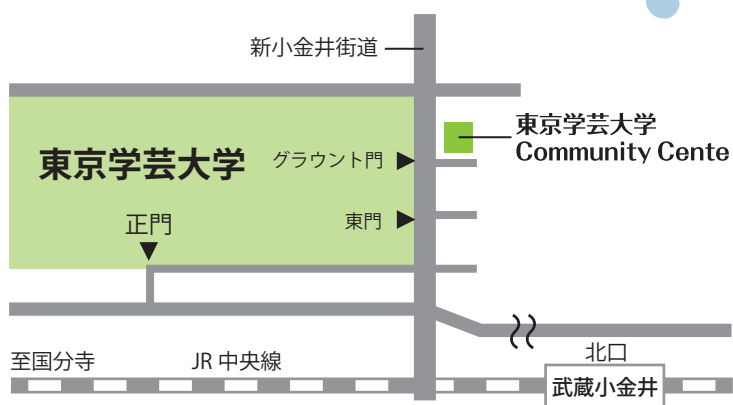 新小金井街道
東京学芸大学
Community Cente
東京学芸大学
グラウント門
東門
正門
至国分寺
JR 中央線
北口
武蔵小金井